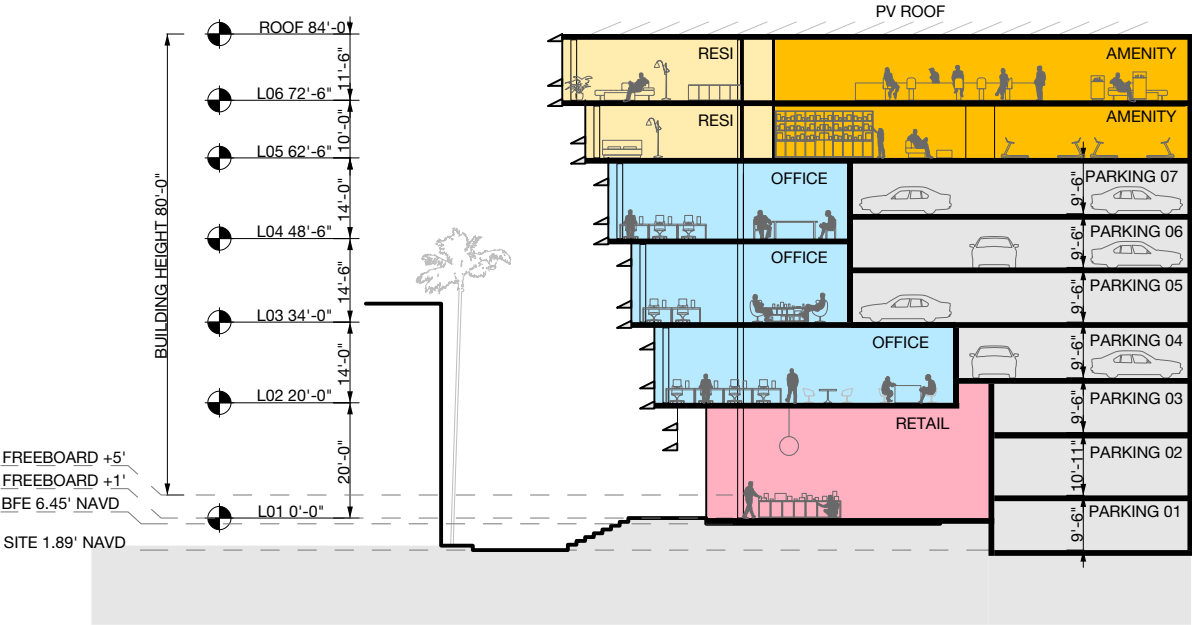 PV ROOF
ROOF 84'-0"
RESI
AMENITY
11'-6"
L06 72'-6"
RESI
AMENITY
10'-0"
L05 62'-6"
OFFICE
PARKING 07
9'-6"
14'-0"
L04 48'-6"
PARKING 06
9'-6"
OFFICE
14'-6"
PARKING 05
9'-6"
BUILDING HEIGHT 80'-0"
L03 34'-0"
OFFICE
PARKING 04
9'-6"
14'-0"
L02 20'-0"
PARKING 03
9'-6"
RETAIL
20'-0"
PARKING 02
10'-11"
FREEBOARD +5'
FREEBOARD +1'
BFE 6.45' NAVD
L01 0'-0"
PARKING 01
9'-6"
SITE 1.89' NAVD